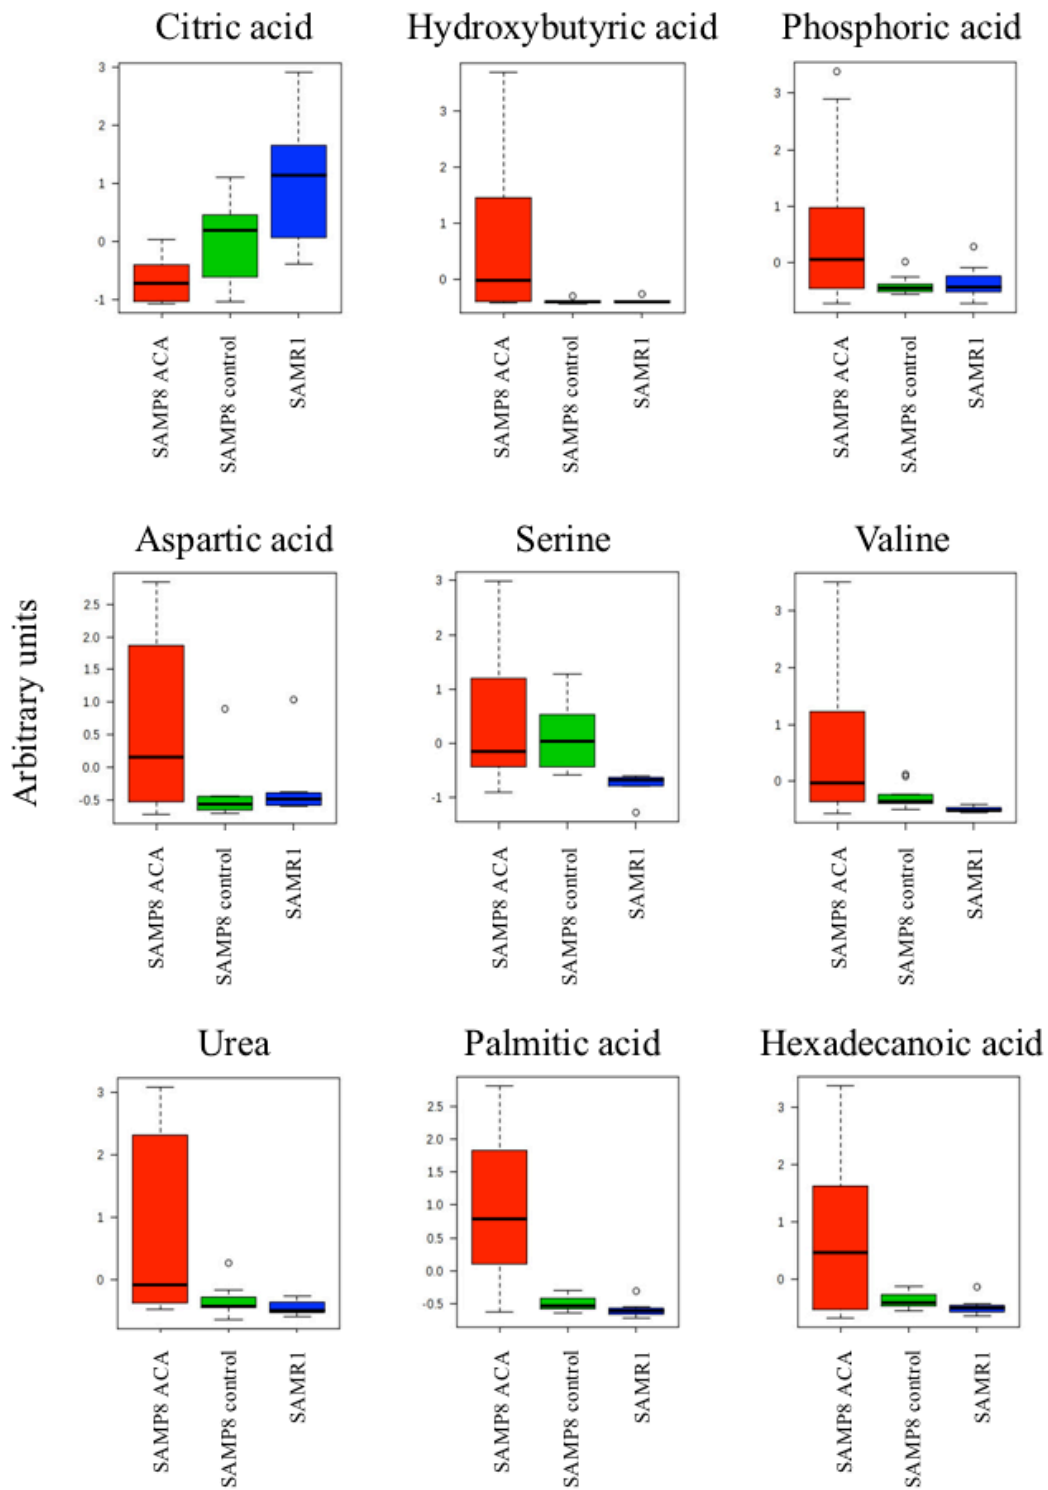 Citric acid
Hydroxybutyric acid
Phosphoric acid
3
2
1
0
-1
SAMP8 ACA
SAMP8 control
SAMR1
3
2
1
0
SAMP8 ACA
SAMP8 control
SAMR1
3
2
1
0
SAMP8 ACA
SAMP8 control
SAMR1
Arbitrary units
Aspartic acid
Serine
Valine
2.5
2.0
1.5
1.0
0.5
0.0
-0.5
SAMP8 ACA
SAMP8 control
SAMR1
3
2
1
0
-1
SAMP8 ACA
SAMP8 control
SAMR1
3
2
1
0
SAMP8 ACA
SAMP8 control
SAMR1
Urea
Palmitic acid
Hexadecanoic acid
3
2
1
0
SAMP8 ACA
SAMP8 control
SAMR1
2.5
2.0
1.5
1.0
0.5
0.0
-0.5
SAMP8 ACA
SAMP8 control
SAMR1
3
2
1
0
SAMP8 ACA
SAMP8 control
SAMR1